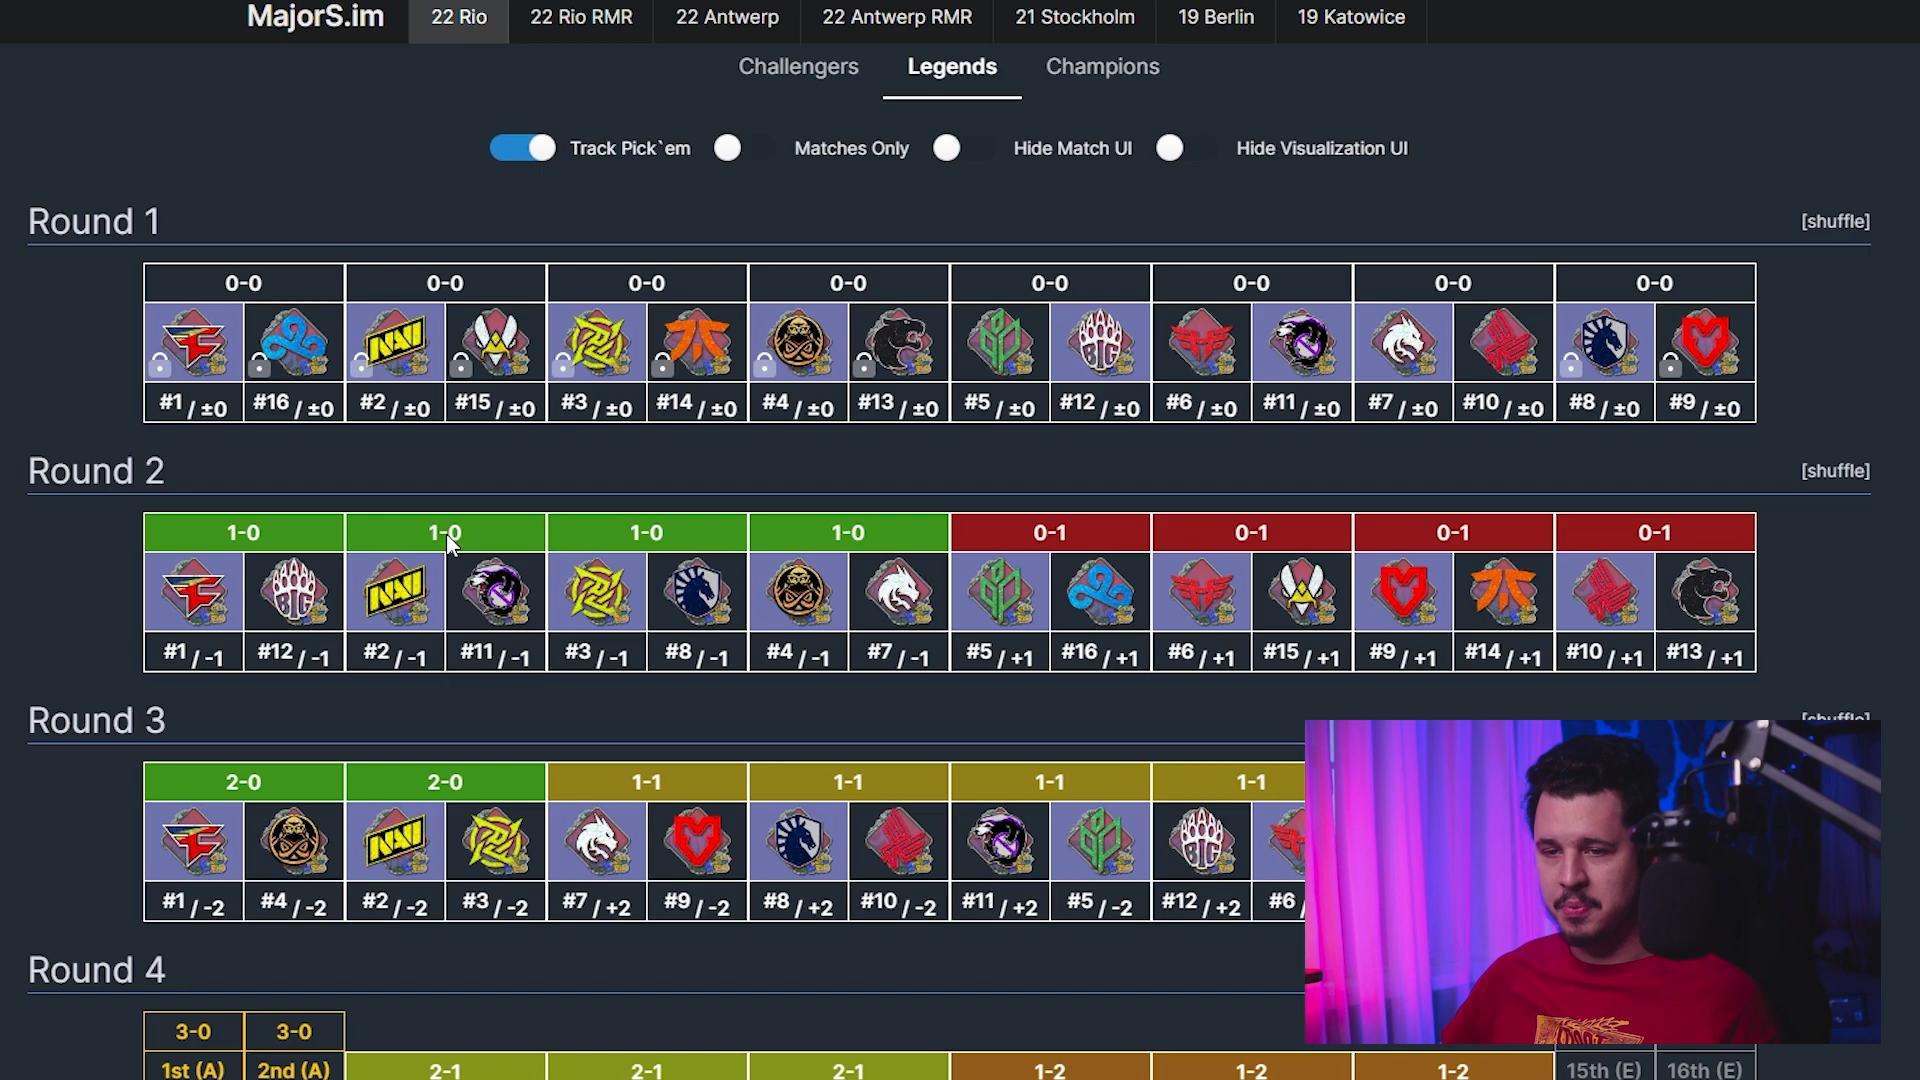 MajorS.im 22 Rio 22 Rio RMR 22 Antwerp 22 Antwerp RMR 21 Stockholm 19 Berlin 19 Katowice
Challengers Legends Champions
Track Pick`em Matches Only Hide Match UI Hide Visualization UI
Round 1 [shuffle]
0-0 0-0 0-0 0-0 0-0 0-0 0-0 0-0
NAVI BIG
#1 / ±0 #16 / ±0 #2 / ±0 #15 / ±0 #3 / ±0 #14 / ±0 #4 / ±0 #13 / ±0 #5 / ±0 #12 / ±0 #6 / ±0 #11 / ±0 #7 / ±0 #10 / ±0 #8 / ±0 #9 / ±0
Round 2 [shuffle]
1-0 1-0 1-0 1-0 0-1 0-1 0-1 0-1
BIG NAVI
#1 / -1 #12 / -1 #2 / -1 #11 / -1 #3 / -1 #8 / -1 #4 / -1 #7 / -1 #5 / +1 #16 / +1 #6 / +1 #15 / +1 #9 / +1 #14 / +1 #10 / +1 #13 / +1
Round 3 [shuffle]
2-0 2-0 1-1 1-1 1-1 1-1
NAVI BIG
#1 / -2 #4 / -2 #2 / -2 #3 / -2 #7 / +2 #9 / -2 #8 / +2 #10 / -2 #11 / +2 #5 / -2 #12 / +2 #6 /
Round 4
3-0 3-0
1st (A) 2nd (A) 2-1 2-1 2-1 1-2 1-2 1-2 15th (E) 16th (E)